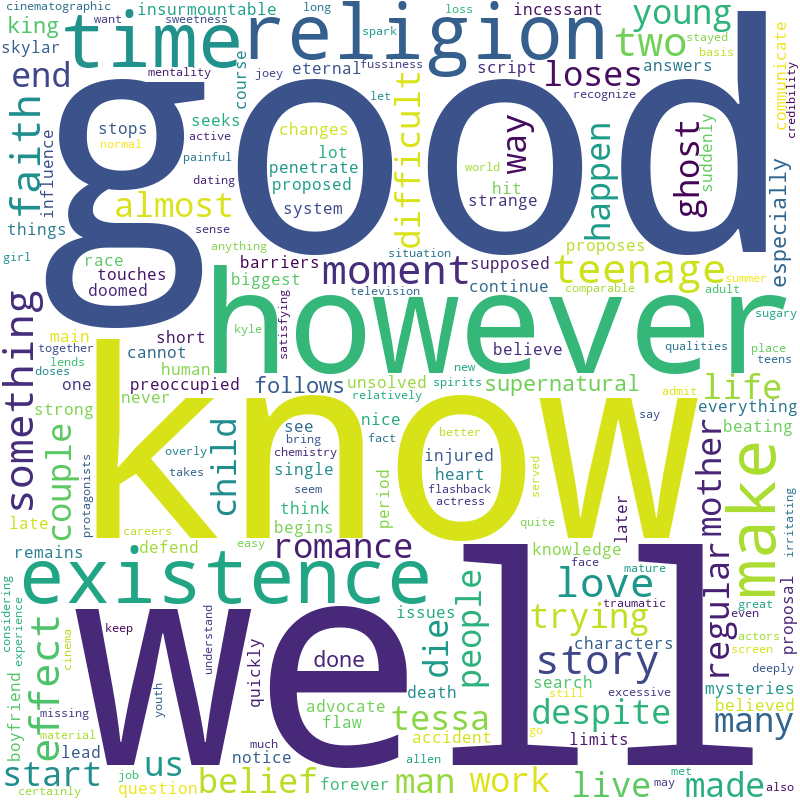 cinematographic
insurmountable
incessant
young
king
time
religion
two
communicate
want
sweetness
long
loss
stayed
basis
skylar
spark
script
answers
credibility
end
mentality
course
joey
eternal
fussiness
loses
recognize
good
faith
influence
stops
normal
seeks
active
changes
let
difficult
way
happen
ghost
suddenly
especially
painful
lot
penetrate
proposed
dating
world
hit
strange
almost
system
things
sense
anything
situation
proposes
girl
race
touches
doomed
barriers
biggest
moment
supposed
continue
teenage
summer
comparable
adult
television
something
however
satisfying
kyle
sugary
main
short
together
lends
doses
cannot
human
believe
qualities
place
teens
one
preoccupied
never
follows
unsolved
relatively
new
spirits
supernatural
admit
life
strong
know
nice
everything
say
beating
couple
child
overly
takes
see
bring
fact
chemistry
single
seem
better
injured
heart
flashback
actress
served
mother
make
irritating
late
protagonists
think
begins
period
quite
later
regular
careers
easy
remains
defend
romance
knowledge
face
mature
existence
considering
experience
love
traumatic
great
even
proposal
actors
screen
effect
cinema
keep
understand
issues
die
people
trying
characters
deeply
well
quickly
done
story
boyfriend
youth
death
search
still
excessive
mysteries
missing
advocate
flaw
tessa
go
despite
believed
material
much
notice
accident
limits
many
lead
us
allen
start
job
belief
forever
man
work
live
met
may
made
also
certainly
question